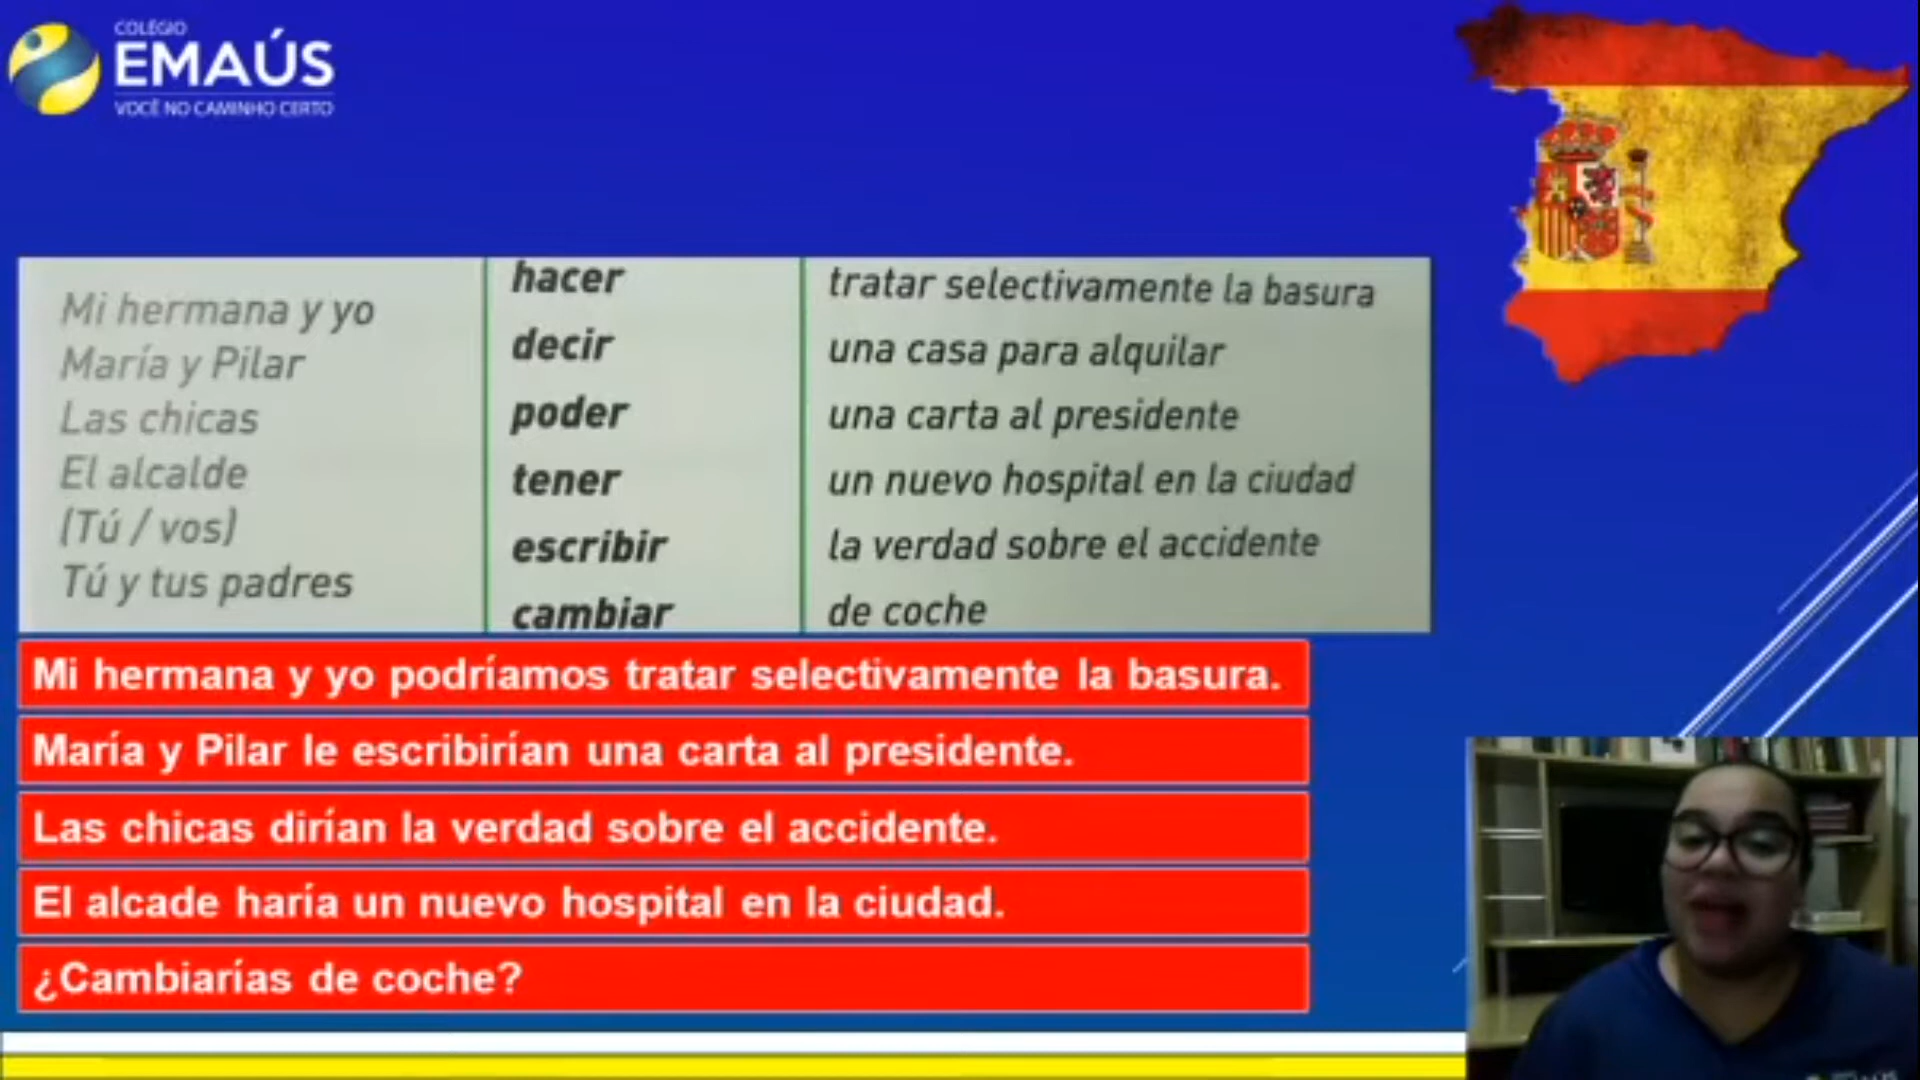 COLÉGIO
EMAÚS
VOCÊ NO CAMINHO CERTO
Mi hermana y yo
María y Pilar
Las chicas
El alcalde
(Tú / vos)
Tú y tus padres
hacer
decir
poder
tener
escribir
cambiar
tratar selectivamente la basura
una casa para alquilar
una carta al presidente
un nuevo hospital en la ciudad
la verdad sobre el accidente
de coche
Mi hermana y yo podríamos tratar selectivamente la basura.
María y Pilar le escribirían una carta al presidente.
Las chicas dirían la verdad sobre el accidente.
El alcade haría un nuevo hospital en la ciudad.
¿Cambiarías de coche?